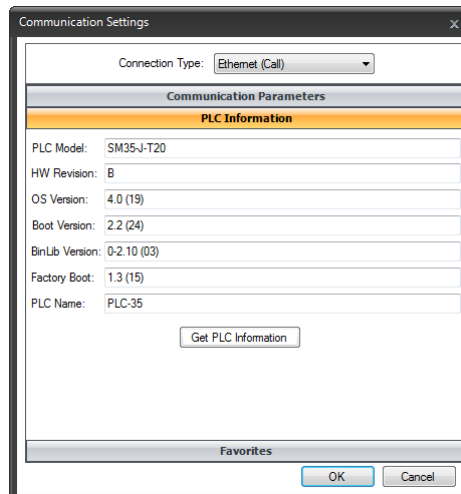 Communication Settings
x
Connection Type: Ethernet (Call)
Communication Parameters
PLC Information
PLC Model: SM35-J-T20
HW Revision: B
OS Version: 4.0 (19)
Boot Version: 2.2 (24)
BinLib Version: 0-2.10 (03)
Factory Boot: 1.3 (15)
PLC Name: PLC-35
Get PLC Information
Favorites
OK Cancel